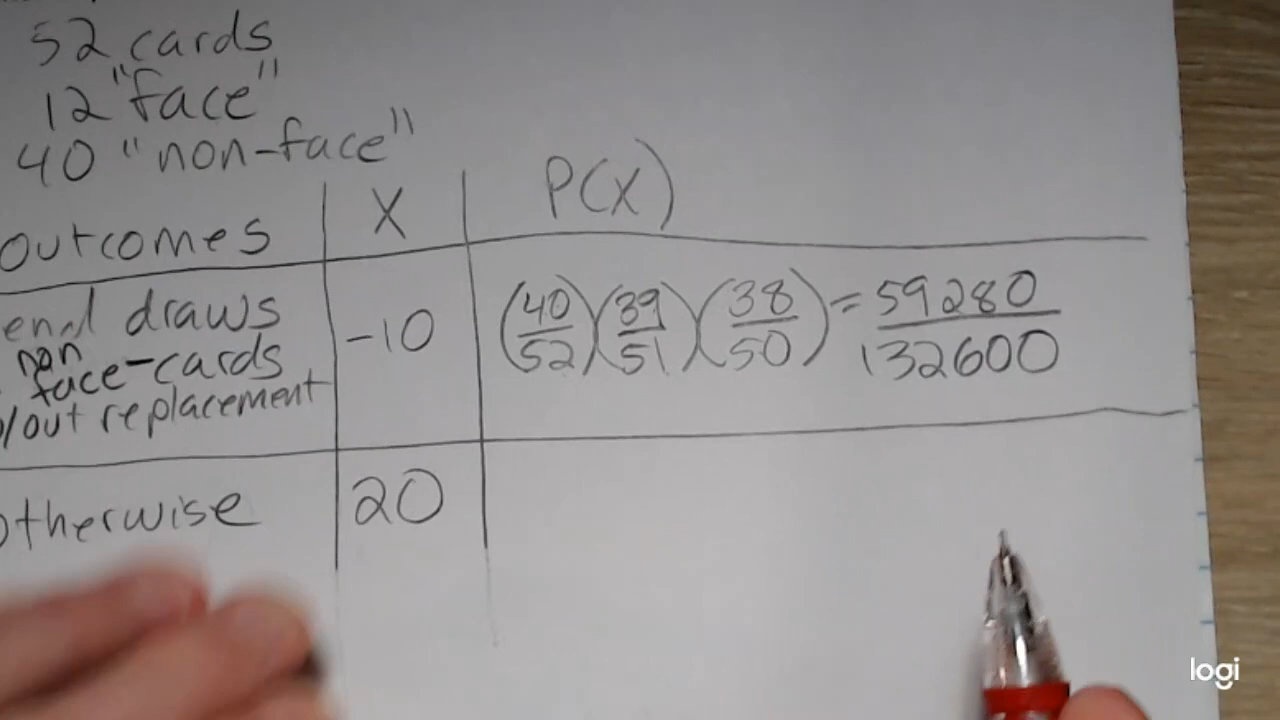 52 cards
12 "face"
40 "non-face"
outcomes X P(X)
draws
non
face-cards
/out replacement
-10 (40/52)(39/51)(38/50) = 59280/132600
otherwise 20
logi